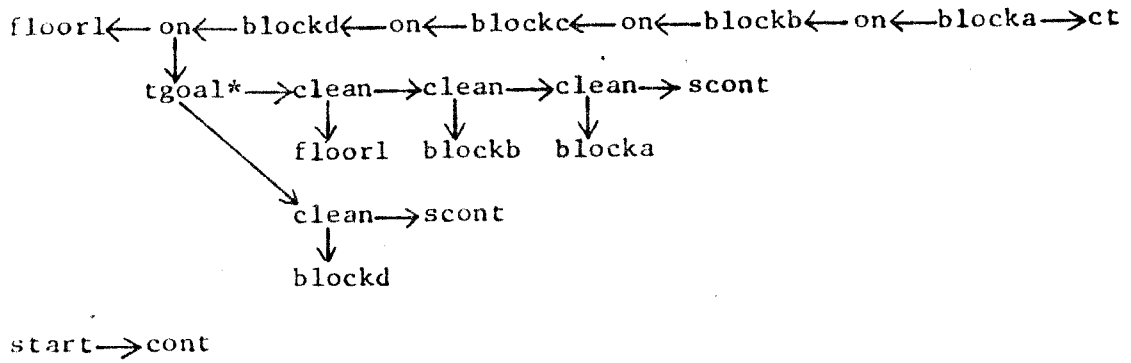 floorl← on←blockd←on←blockc←on←blockb← on←blocka→ct
tgoal*→clean→clean→clean→scont
floorl blockb blocka
clean→scont
blockd
start→cont